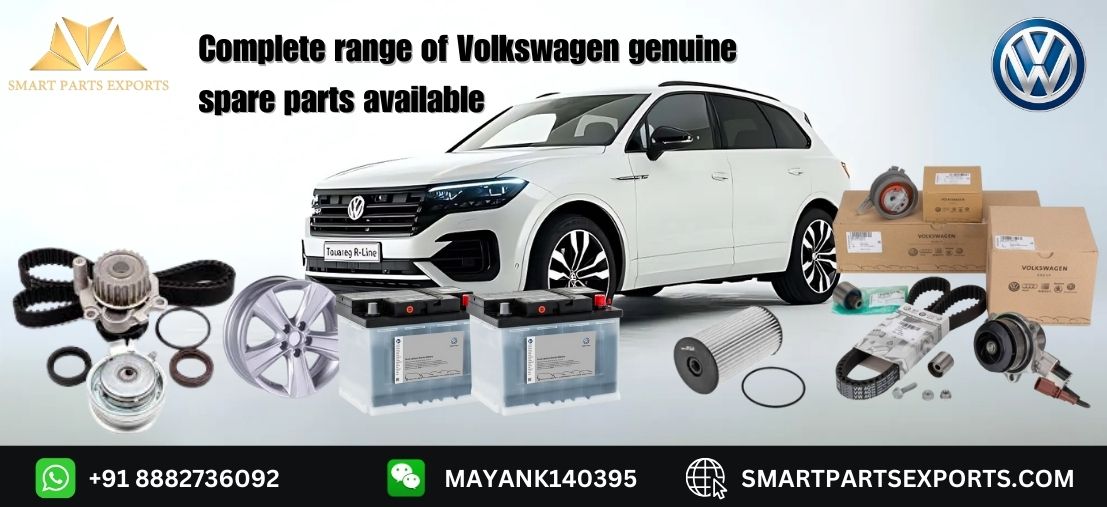 SMART PARTS EXPORTS
Complete range of Volkswagen genuine
spare parts available
Touareg R-Line
VOLKSWAGEN
VOLKSWAGEN
+91 8882736092
MAYANK140395
SMARTPARTSEXPORTS.COM